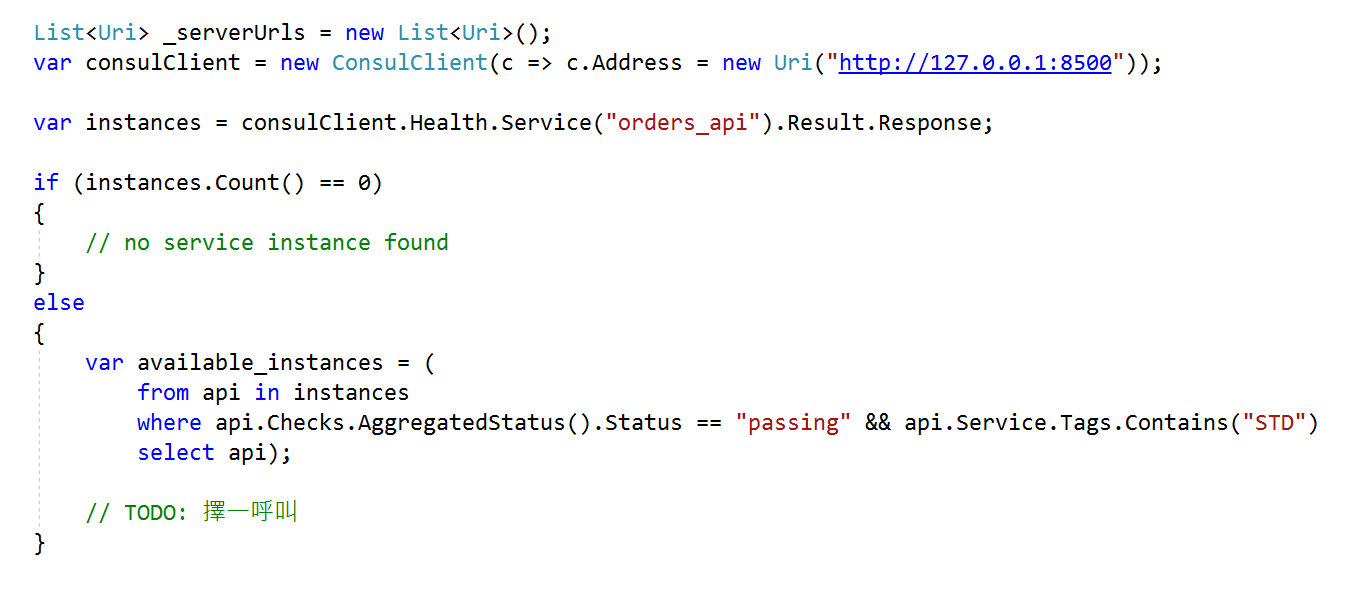 List<Uri> _serverUrls = new List<Uri>();
var consulClient = new ConsulClient(c => c.Address = new Uri("http://127.0.0.1:8500"));
var instances = consulClient.Health.Service("orders_api").Result.Response;
if (instances.Count() == 0)
{
// no service instance found
}
else
{
var available_instances = (
from api in instances
where api.Checks.AggregatedStatus().Status == "passing" && api.Service.Tags.Contains("STD")
select api);
// TODO: 擇一呼叫
}